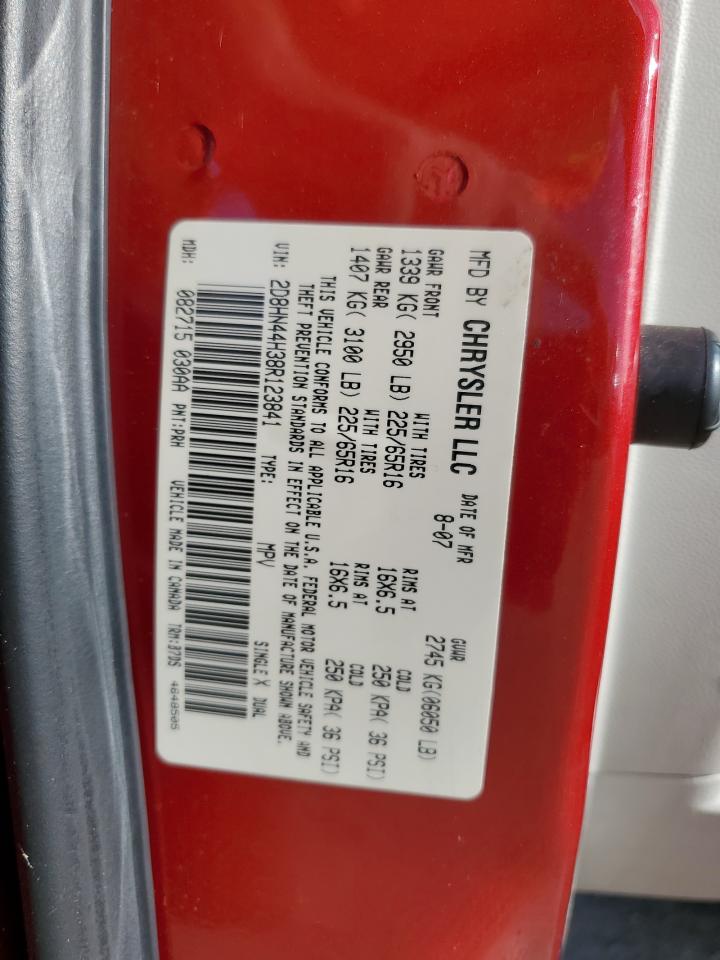 MFD BY CHRYSLER LLC DATE OF MFR GVWR
8-07 2745 KG(06050 LB)
GAWR FRONT WITH TIRES RIMS AT COLD
1339 KG( 2950 LB) 225/65R16 16X6.5 250 KPA( 36 PSI)
GAWR REAR WITH TIRES RIMS AT COLD
1407 KG( 3100 LB) 225/65R16 16X6.5 250 KPA( 36 PSI)
THIS VEHICLE CONFORMS TO ALL APPLICABLE U.S.A. FEDERAL MOTOR VEHICLE SAFETY AND
THEFT PREVENTION STANDARDS IN EFFECT ON THE DATE OF MANUFACTURE SHOWN ABOVE.
VIN: 2D8HN44H38R123841 TYPE: MPV SINGLE X DUAL
MDH: 082715 030AA PNT:PRH VEHICLE MADE IN CANADA TRM:B7DS 4648505